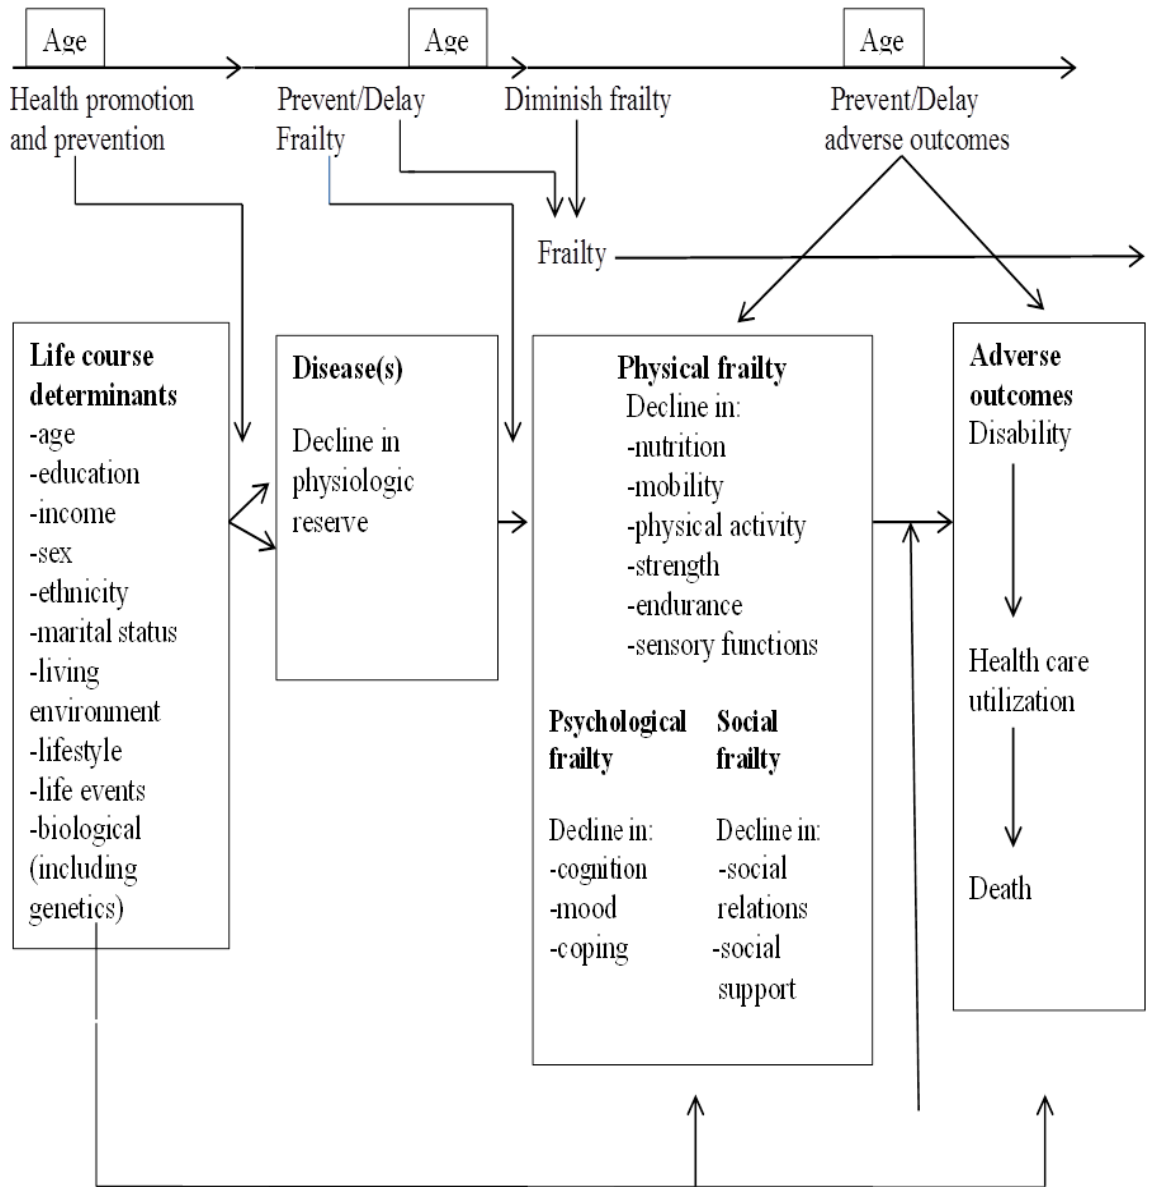 Age
Age
Age
Health promotion
and prevention
Prevent/Delay
Frailty
Diminish frailty
Prevent/Delay
adverse outcomes
Frailty
Life course
determinants
-age
-education
-income
-sex
-ethnicity
-marital status
-living
environment
-lifestyle
-life events
-biological
(including
genetics)
Disease(s)
Decline in
physiologic
reserve
Physical frailty
Decline in:
-nutrition
-mobility
-physical activity
-strength
-endurance
-sensory functions
Psychological
frailty
Decline in:
-cognition
-mood
-coping
Social
frailty
Decline in:
-social
relations
-social
support
Adverse
outcomes
Disability
Health care
utilization
Death